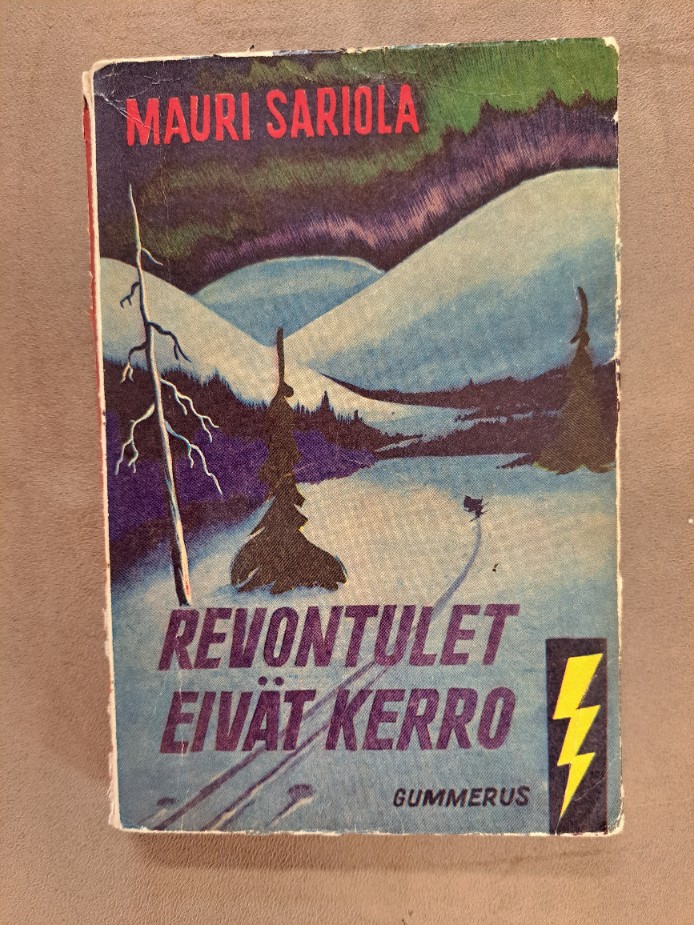 MAURI SARIOLA
REVONTULET
EIVÄT KERRO
GUMMERUS